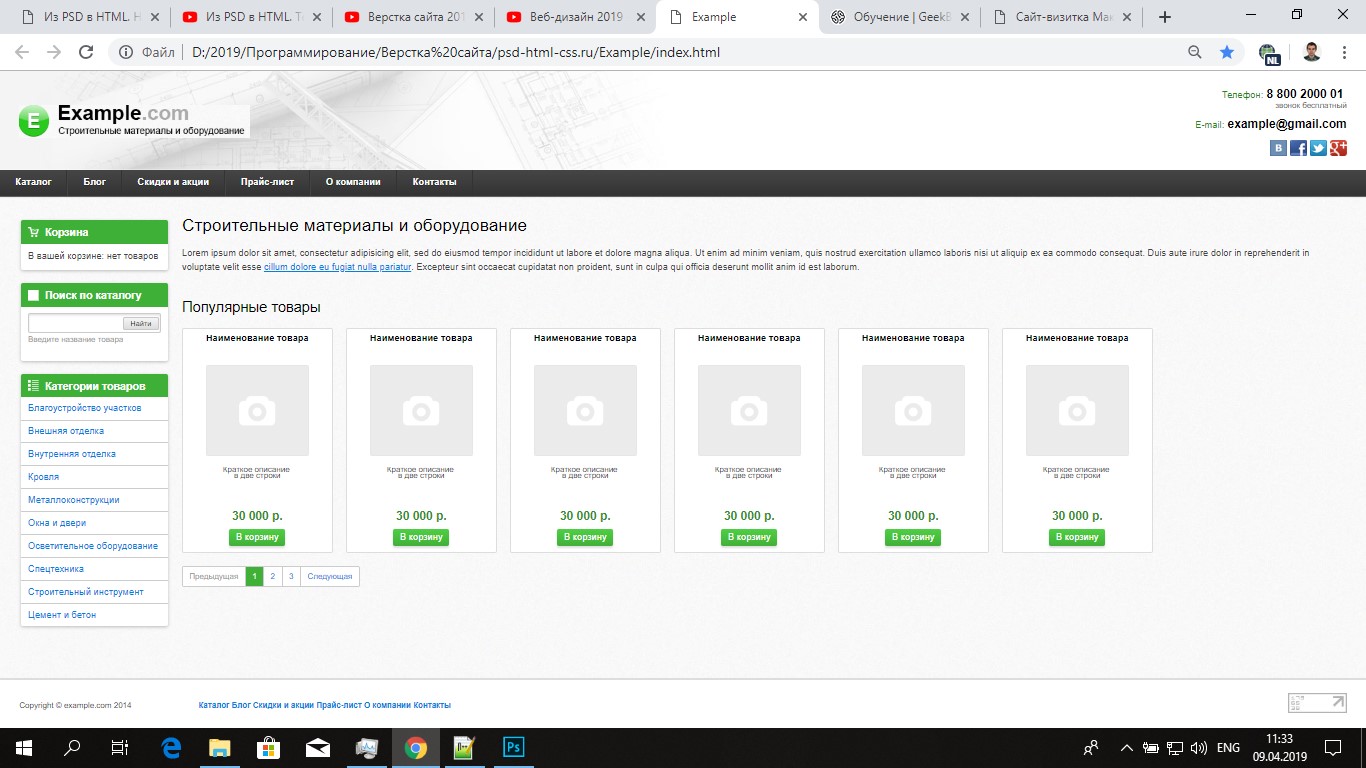 Из PSD в HTML. Н
Из PSD в HTML. Т
Верстка сайта 201
Веб-дизайн 2019
Example
Обучение | GeekB
Сайт-визитка Мак
Файл | D:/2019/Программирование/Верстка%20сайта/psd-html-css.ru/Example/index.html
NL
E
Example.com
Строительные материалы и оборудование
Телефон: 8 800 2000 01
звонок бесплатный
E-mail: example@gmail.com
B f g+
Каталог Блог Скидки и акции Прайс-лист О компании Контакты
Корзина
В вашей корзине: нет товаров
Поиск по каталогу
Найти
Введите название товара
Категории товаров
Благоустройство участков
Внешняя отделка
Внутренняя отделка
Кровля
Металлоконструкции
Окна и двери
Осветительное оборудование
Спецтехника
Строительный инструмент
Цемент и бетон
Строительные материалы и оборудование
Lorem ipsum dolor sit amet, consectetur adipisicing elit, sed do eiusmod tempor incididunt ut labore et dolore magna aliqua. Ut enim ad minim veniam, quis nostrud exercitation ullamco laboris nisi ut aliquip ex ea commodo consequat. Duis aute irure dolor in reprehenderit in
voluptate velit esse cillum dolore eu fugiat nulla pariatur. Excepteur sint occaecat cupidatat non proident, sunt in culpa qui officia deserunt mollit anim id est laborum.
Популярные товары
Наименование товара Наименование товара Наименование товара Наименование товара Наименование товара Наименование товара
Краткое описание Краткое описание Краткое описание Краткое описание Краткое описание Краткое описание
в две строки в две строки в две строки в две строки в две строки в две строки
30 000 р. 30 000 р. 30 000 р. 30 000 р. 30 000 р. 30 000 р.
В корзину В корзину В корзину В корзину В корзину В корзину
Предыдущая 1 2 3 Следующая
Copyright © example.com 2014
Каталог Блог Скидки и акции Прайс-лист О компании Контакты
Ps
ENG
11:33
09.04.2019